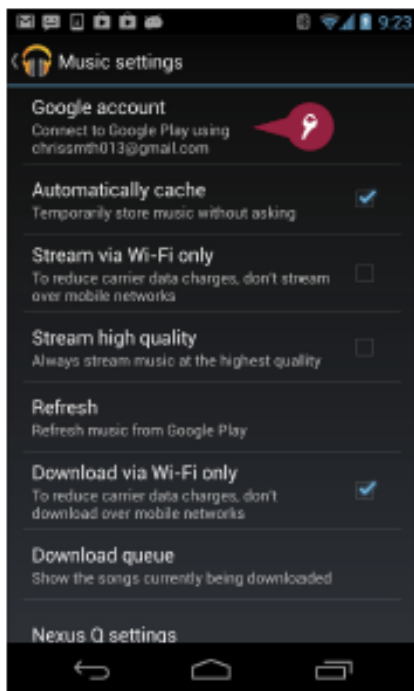 9:23
Music settings
Google account
Connect to Google Play using
chrissmth013@gmail.com
Automatically cache
Temporarily store music without asking
Stream via Wi-Fi only
To reduce carrier data charges, don't stream
over mobile networks
Stream high quality
Always stream music at the highest quality
Refresh
Refresh music from Google Play
Download via Wi-Fi only
To reduce carrier data charges, don't
download over mobile networks
Download queue
Show the songs currently being downloaded
Nexus Q settings